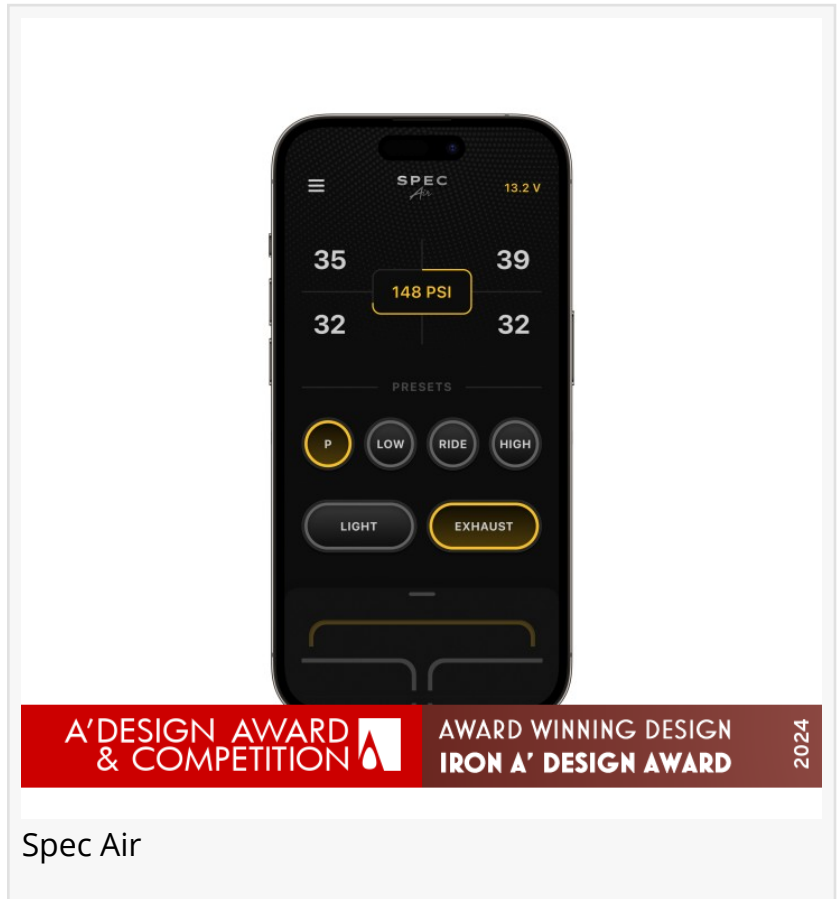 SPEC
Air
13.2 V
35
39
148 PSI
32
32
PRESETS
P
LOW
RIDE
HIGH
LIGHT
EXHAUST
A'DESIGN AWARD
& COMPETITION
AWARD WINNING DESIGN
IRON A' DESIGN AWARD
2024
Spec Air